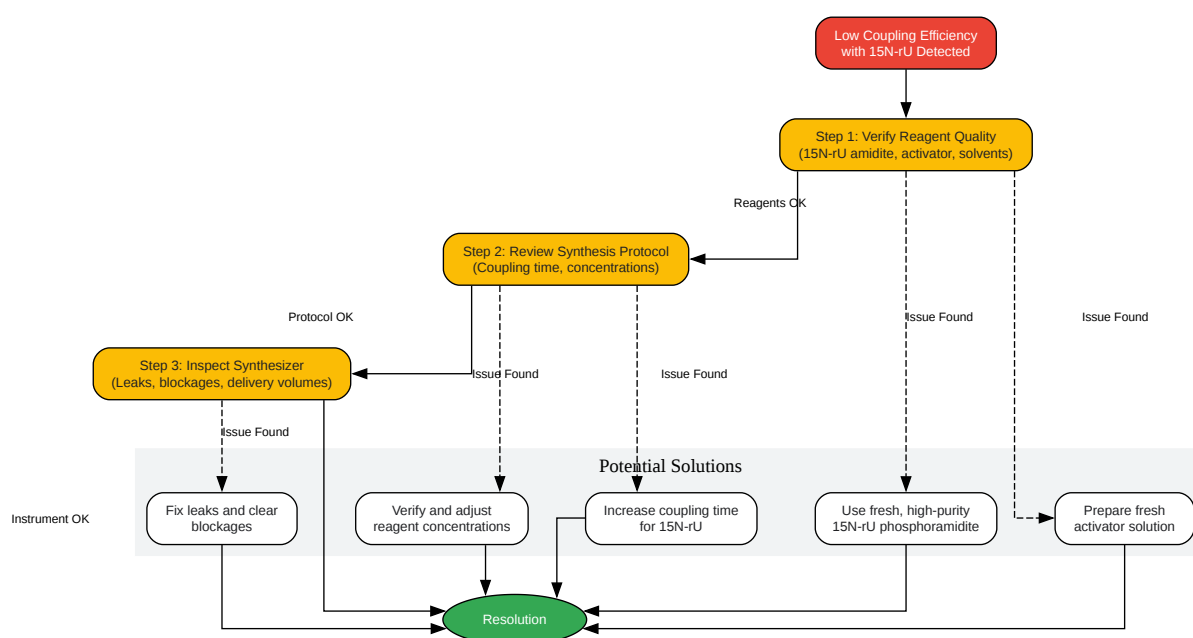 Low Coupling Efficiency
with 15N-rU Detected
Step 1: Verify Reagent Quality
(15N-rU amidite, activator, solvents)
Reagents OK
Step 2: Review Synthesis Protocol
(Coupling time, concentrations)
Protocol OK
Issue Found
Issue Found
Step 3: Inspect Synthesizer
(Leaks, blockages, delivery volumes)
Issue Found
Issue Found
Issue Found
Potential Solutions
Instrument OK
Fix leaks and clear
blockages
Verify and adjust
reagent concentrations
Increase coupling time
for 15N-rU
Use fresh, high-purity
15N-rU phosphoramidite
Prepare fresh
activator solution
Resolution